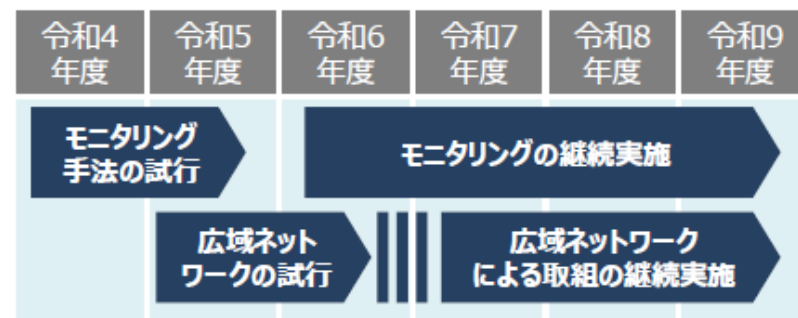 令和4
年度
令和5
年度
令和6
年度
令和7
年度
令和8
年度
令和9
年度
モニタリング
手法の試行
モニタリングの継続実施
広域ネット
ワークの試行
広域ネットワーク
による取組の継続実施